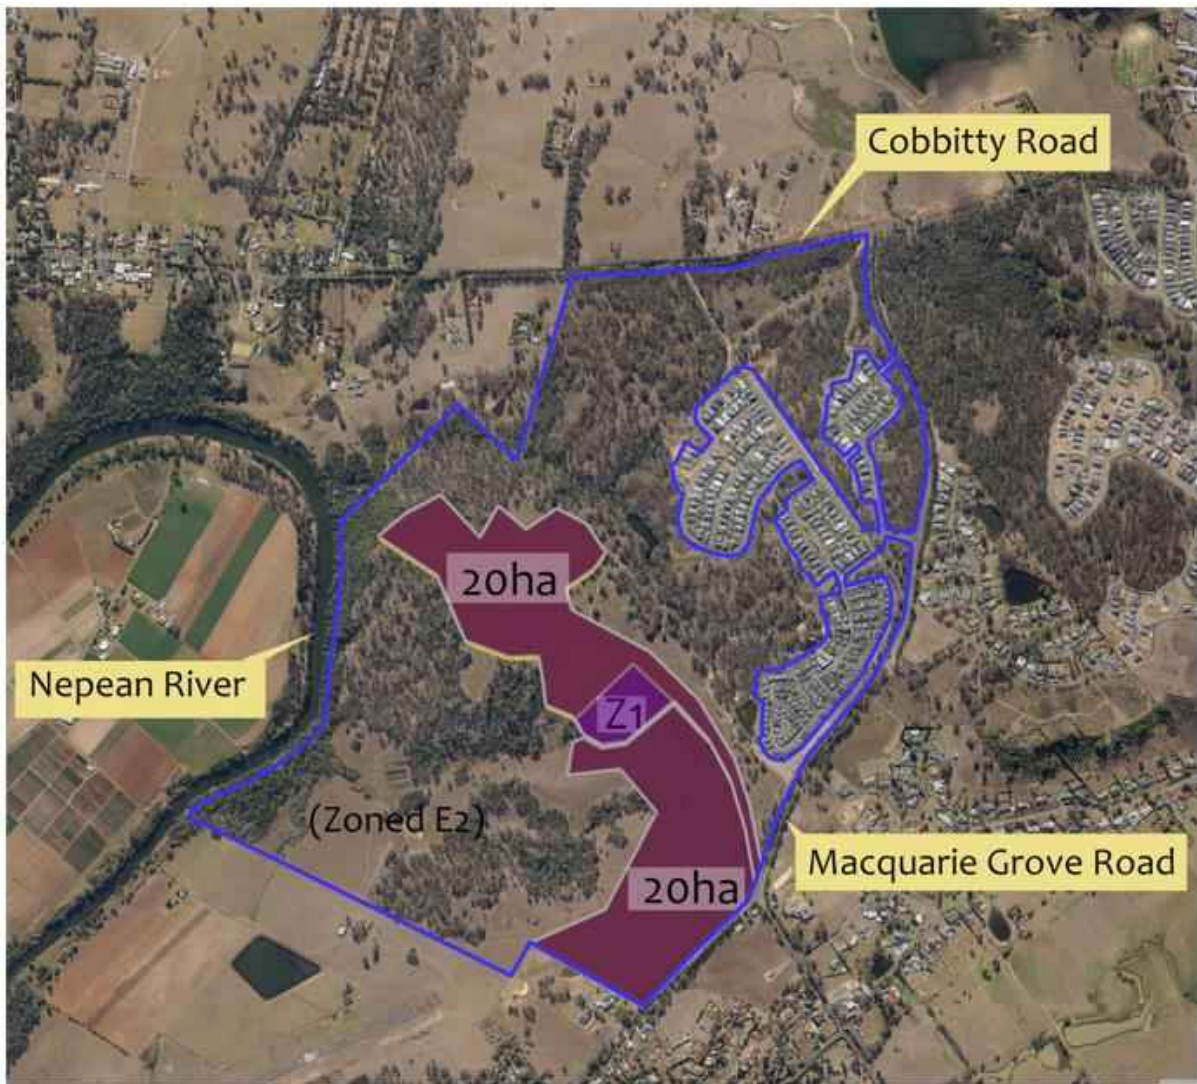 Cobbitty Road
20ha
Nepean River
Z1
(Zoned E2)
Macquarie Grove Road
20ha